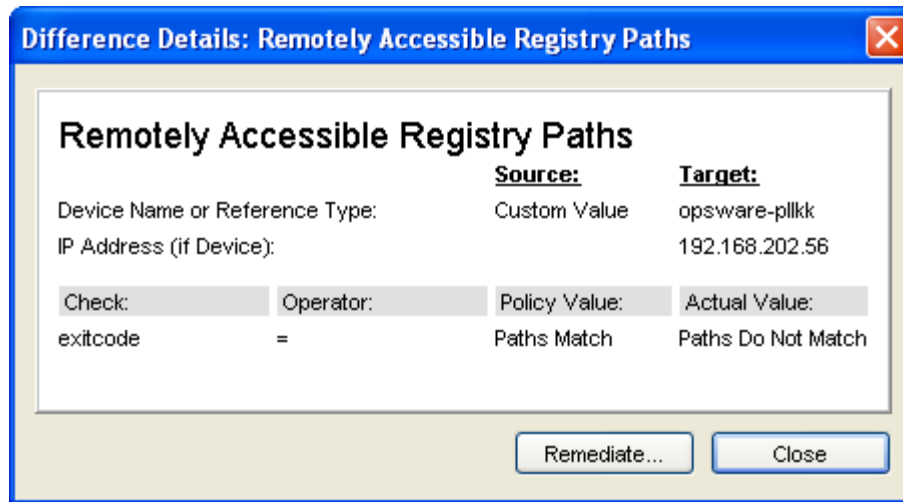 Difference Details: Remotely Accessible Registry Paths
Remotely Accessible Registry Paths
Source: Target:
Device Name or Reference Type: Custom Value opsware-pllkk
IP Address (if Device): 192.168.202.56
Check: Operator: Policy Value: Actual Value:
exitcode = Paths Match Paths Do Not Match
Remediate... Close